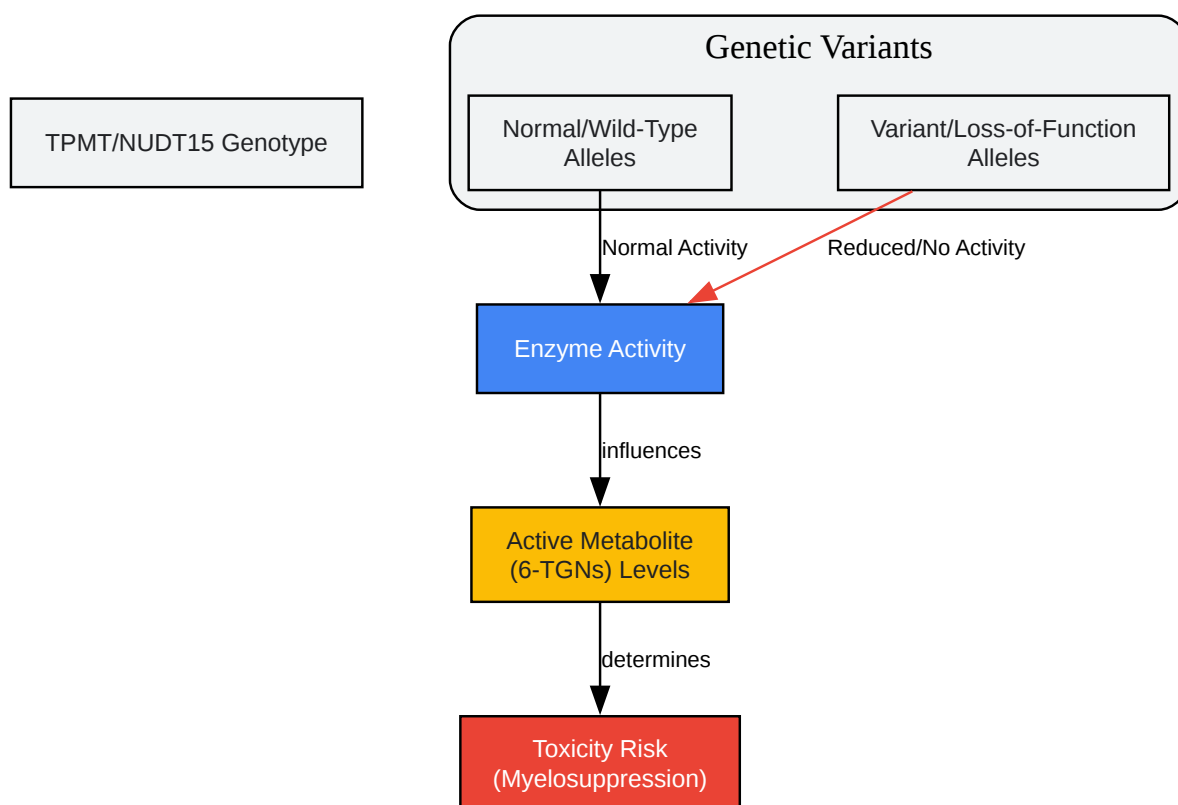 Genetic Variants
TPMT/NUDT15 Genotype
Normal/Wild-Type
Alleles
Variant/Loss-of-Function
Alleles
Normal Activity
Reduced/No Activity
Enzyme Activity
influences
Active Metabolite
(6-TGNs) Levels
determines
Toxicity Risk
(Myelosuppression)